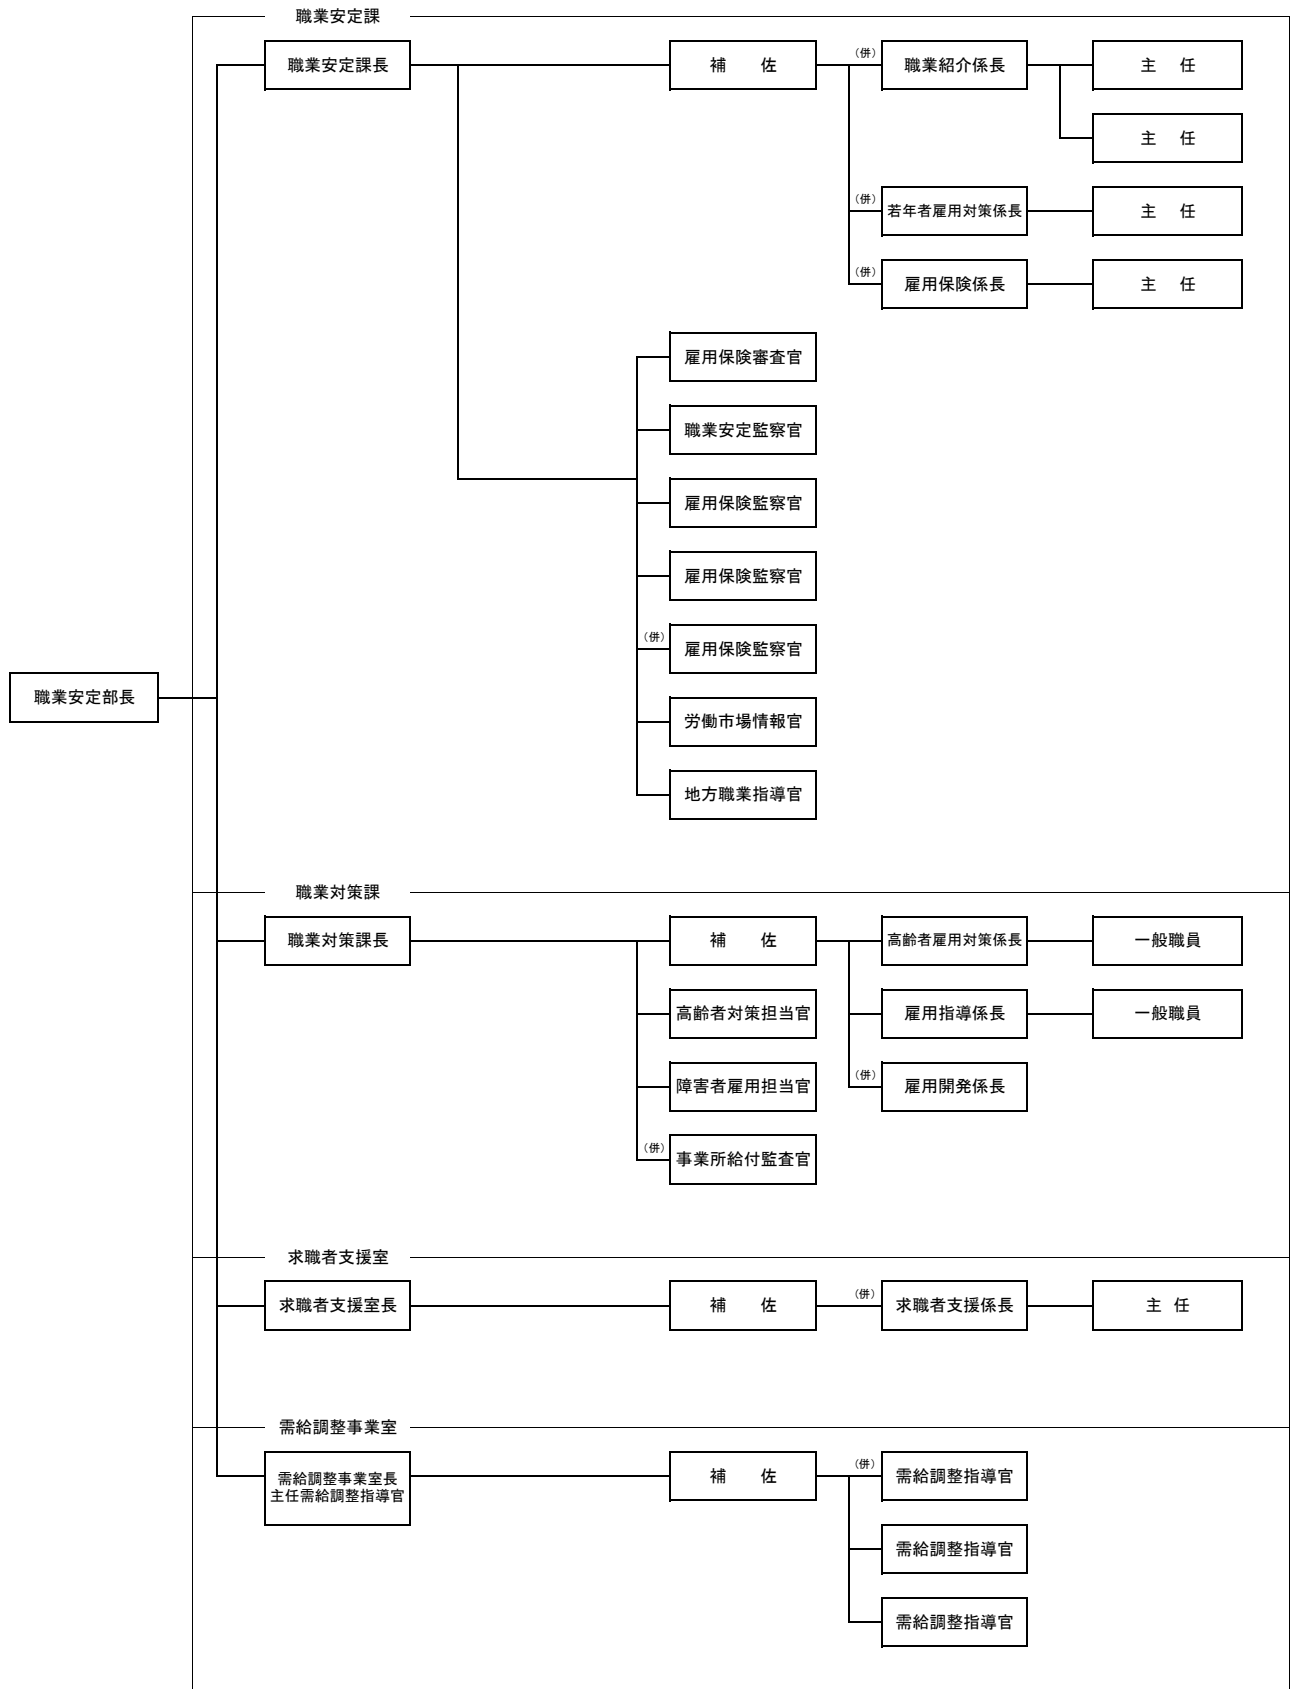 職業安定課
職業安定課長
補　佐
(併)
職業紹介係長
主　任
主　任
(併)
若年者雇用対策係長
主　任
(併)
雇用保険係長
主　任
雇用保険審査官
職業安定監察官
雇用保険監察官
雇用保険監察官
(併)
雇用保険監察官
職業安定部長
労働市場情報官
地方職業指導官
職業対策課
職業対策課長
補　佐
高齢者雇用対策係長
一般職員
高齢者対策担当官
雇用指導係長
一般職員
障害者雇用担当官
(併)
雇用開発係長
(併)
事業所給付監査官
求職者支援室
求職者支援室長
補　佐
(併)
求職者支援係長
主　任
需給調整事業室
需給調整事業室長
主任需給調整指導官
補　佐
(併)
需給調整指導官
需給調整指導官
需給調整指導官